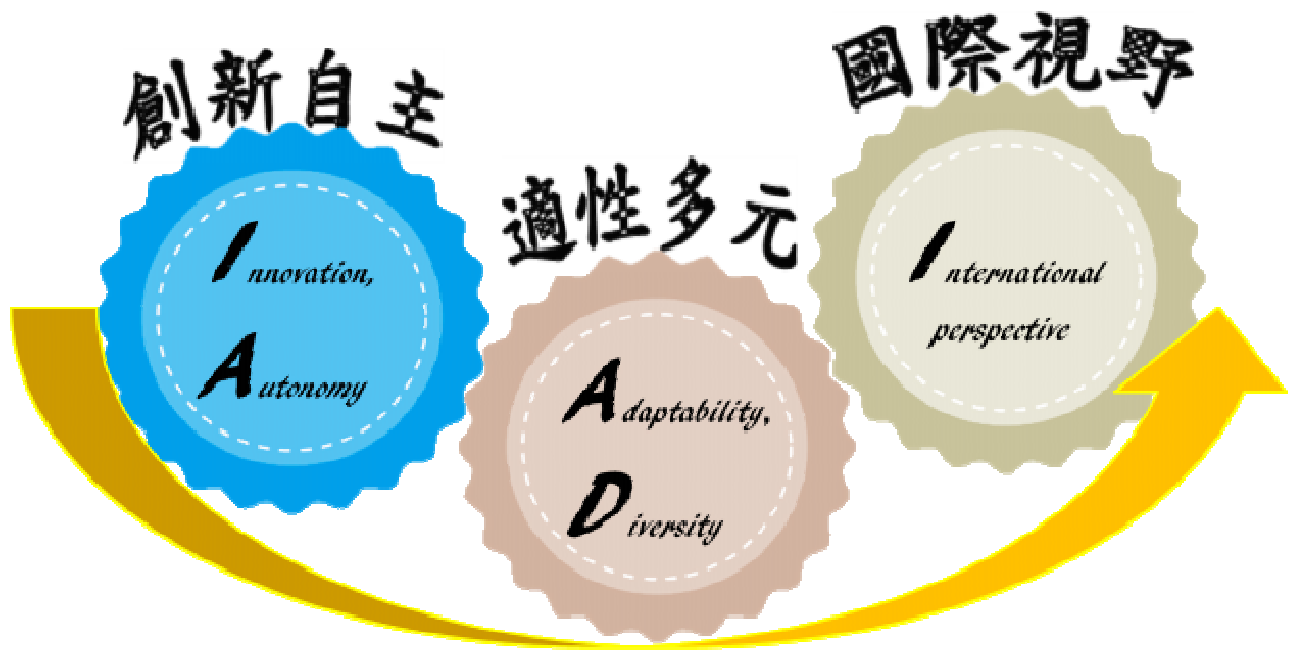 創新自主
Innovation,
Autonomy
適性多元
Adaptability,
Diversity
國際視野
International
perspective